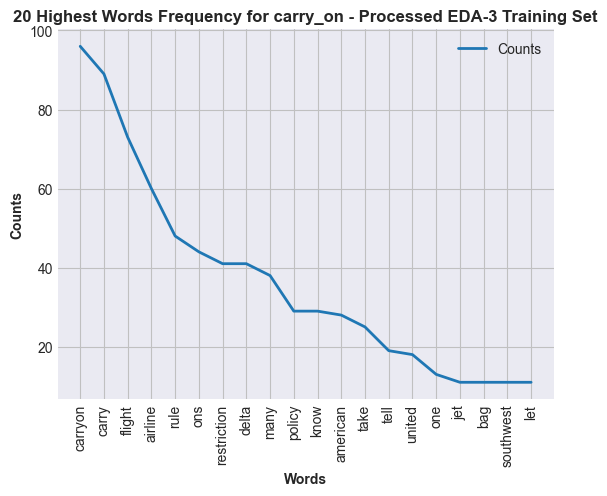 20 Highest Words Frequency for carry_on - Processed EDA-3 Training Set
100
80
60
40
20
Counts
Counts
carryon
carry
flight
airline
rule
ons
restriction
delta
many
policy
know
american
take
tell
united
one
jet
bag
southwest
let
Words